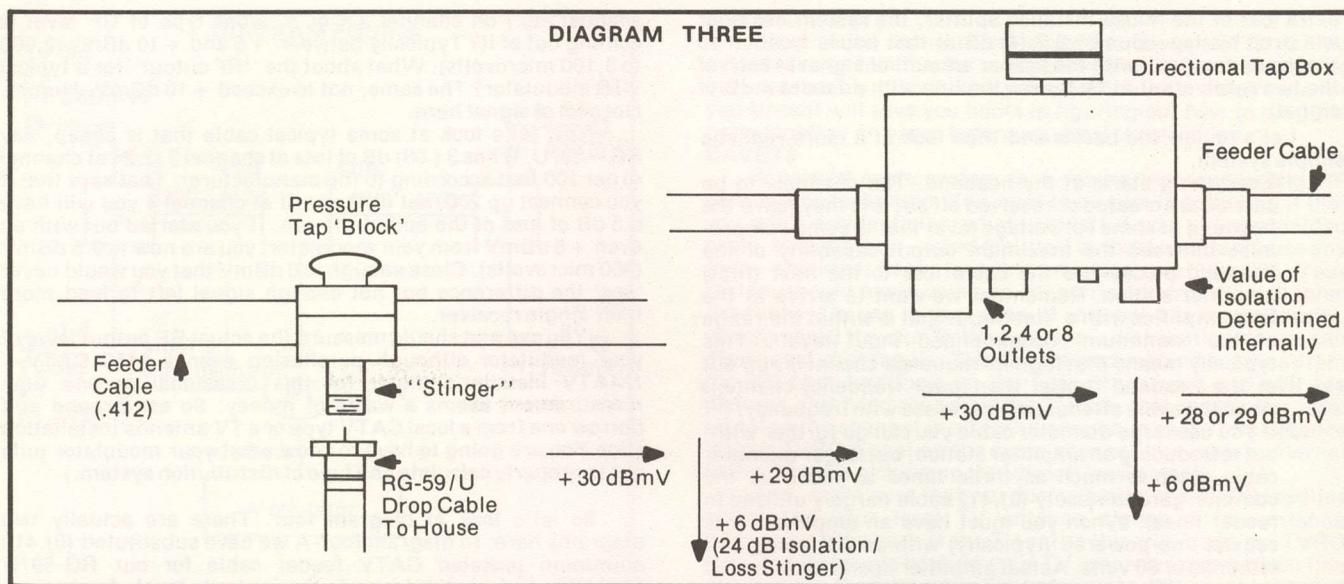 DIAGRAM THREE
Pressure
Tap 'Block'
Feeder
Cable
(.412)
"Stinger"
RG-59/U
Drop Cable
To House
+ 30 dBmV
+ 29 dBmV
+ 6 dBmV
(24 dB Isolation/
Loss Stinger)
Directional Tap Box
Feeder Cable
Value of
Isolation
Determined
Internally
1, 2, 4 or 8
Outlets
+ 30 dBmV
+ 28 or 29 dBmV
+ 6 dBmV